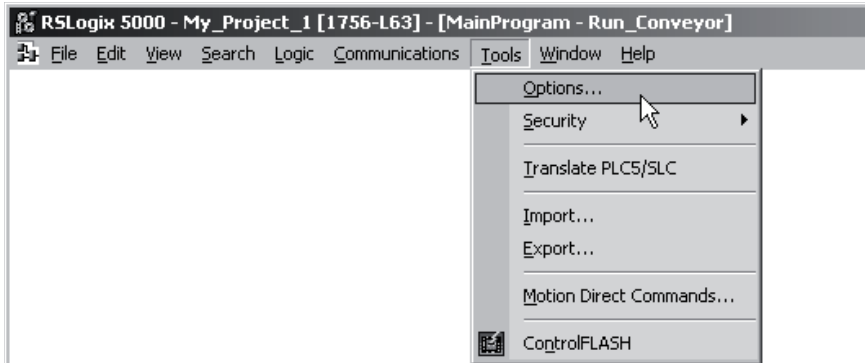 RSLogix 5000 - My_Project_1 [1756-L63] - [MainProgram - Run_Conveyor]
File Edit View Search Logic Communications Tools Window Help
Options...
Security
Translate PLC5/SLC
Import...
Export...
Motion Direct Commands...
ControlFLASH